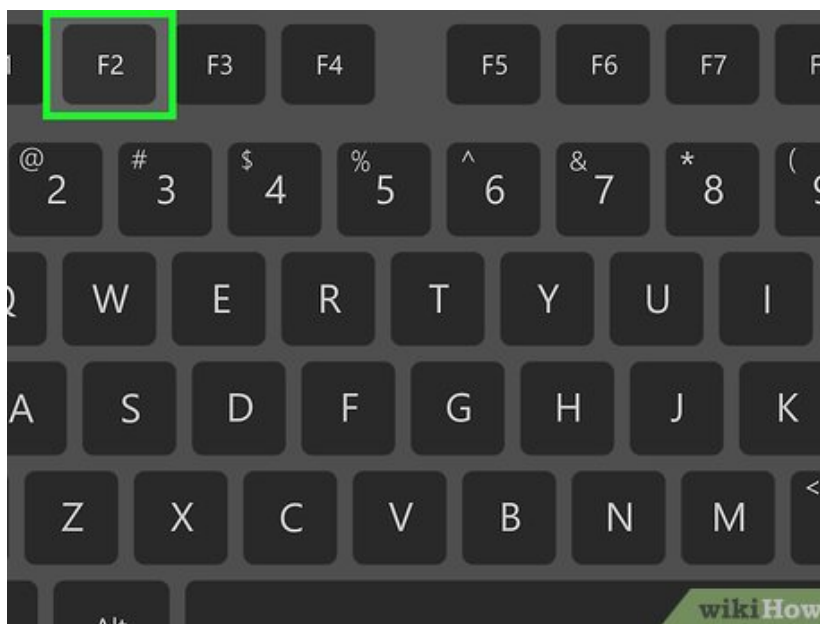 F2 F3 F4 F5 F6 F7
@ # $ % ^ & * (
2 3 4 5 6 7 8
W E R T Y U I
A S D F G H J K
Z X C V B N M <
Alt
wikiHow